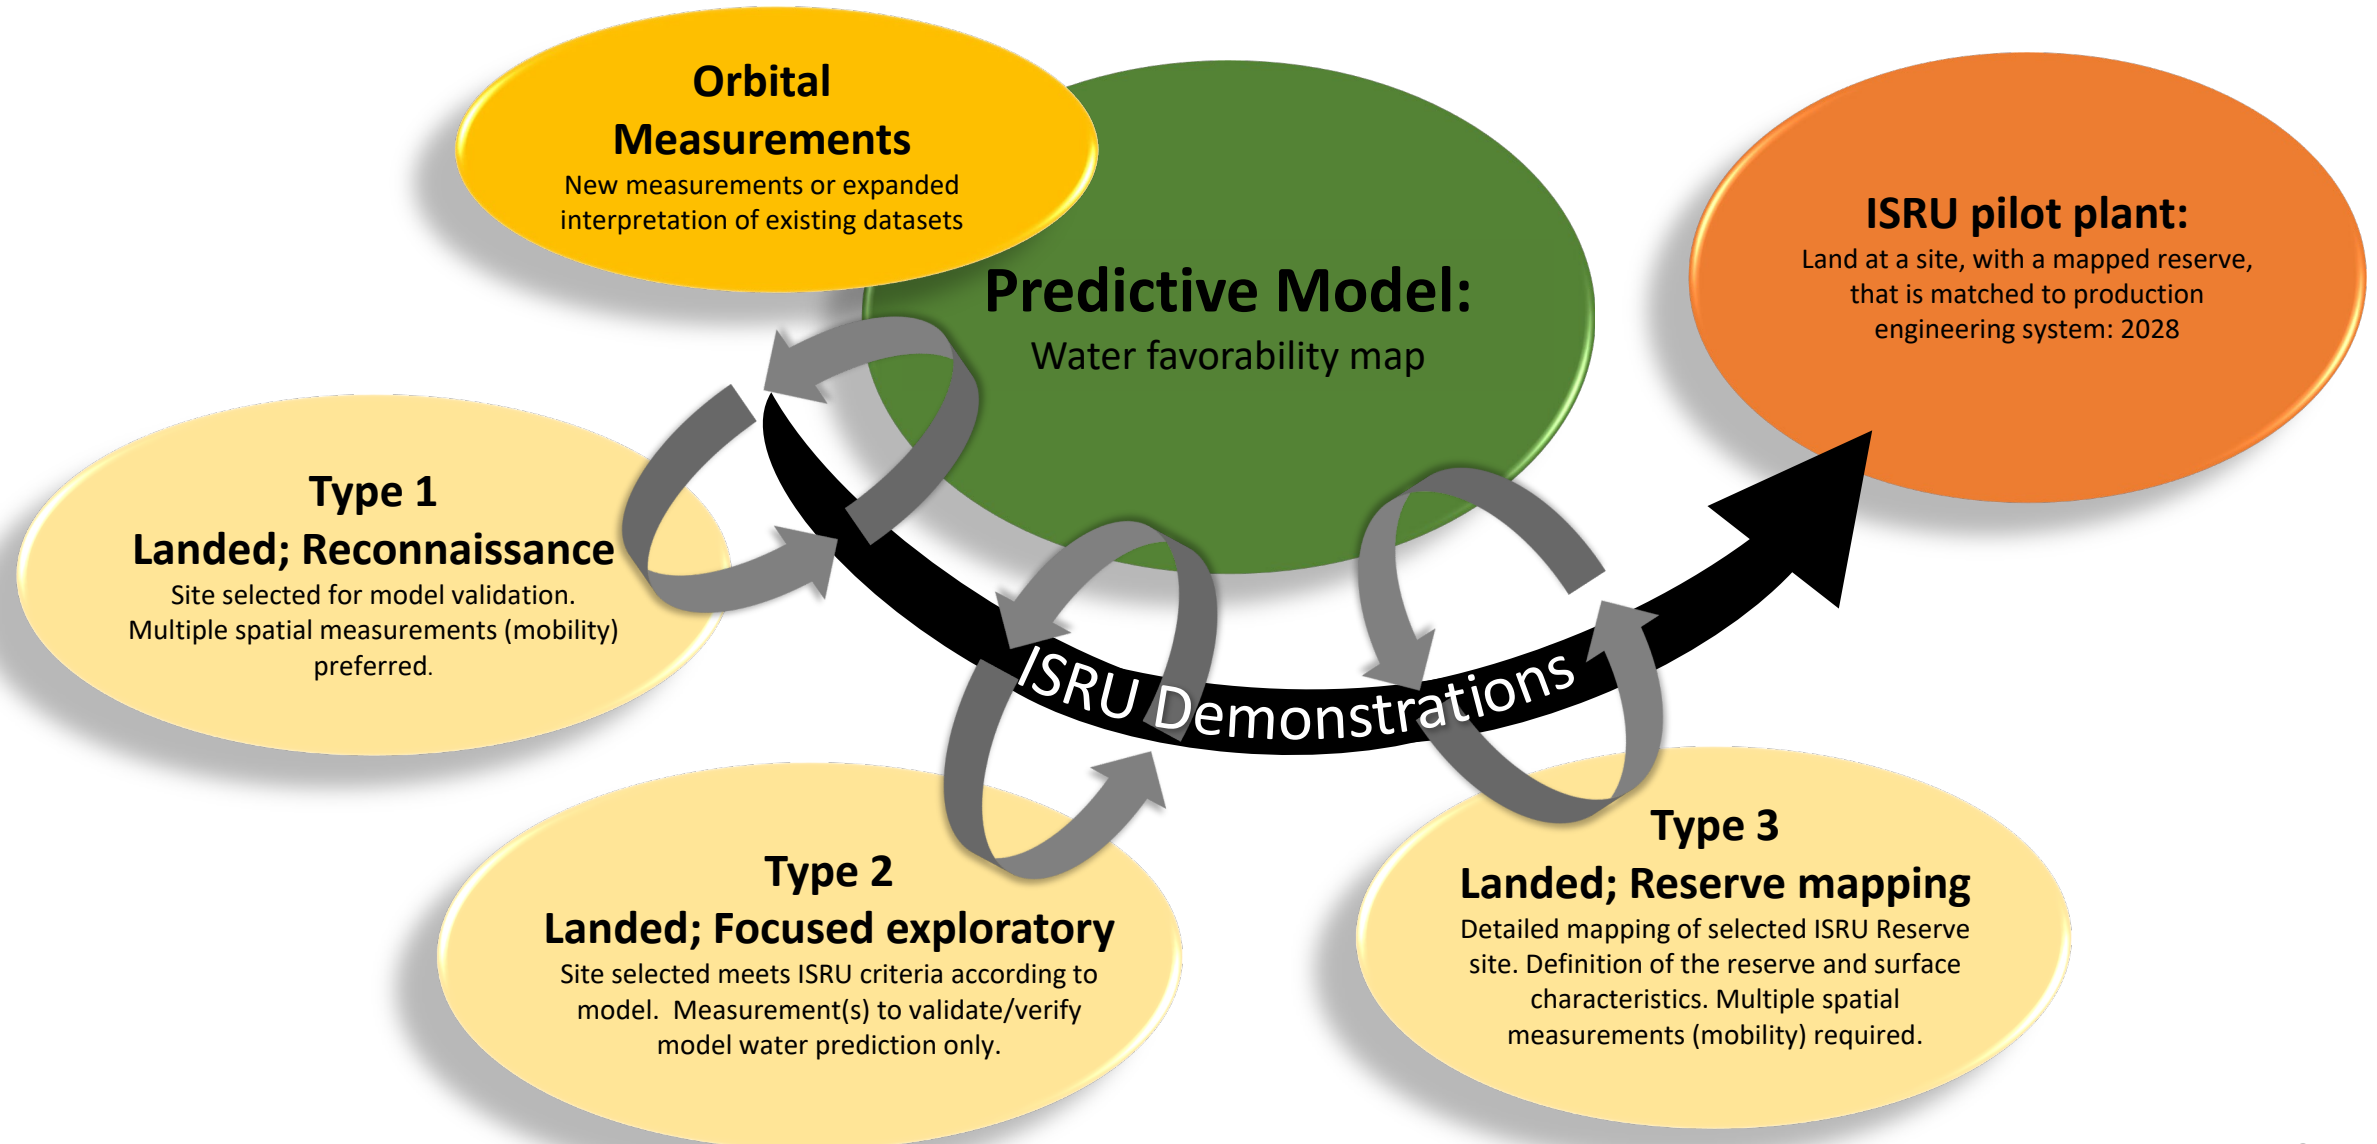 Orbital
Measurements
New measurements or expanded
interpretation of existing datasets
Predictive Model:
Water favorability map
ISRU pilot plant:
Land at a site, with a mapped reserve,
that is matched to production
engineering system: 2028
Type 1
Landed; Reconnaissance
Site selected for model validation.
Multiple spatial measurements (mobility)
preferred.
ISRU Demonstrations
Type 2
Landed; Focused exploratory
Site selected meets ISRU criteria according to
model.  Measurement(s) to validate/verify
model water prediction only.
Type 3
Landed; Reserve mapping
Detailed mapping of selected ISRU Reserve
site. Definition of the reserve and surface
characteristics. Multiple spatial
measurements (mobility) required.